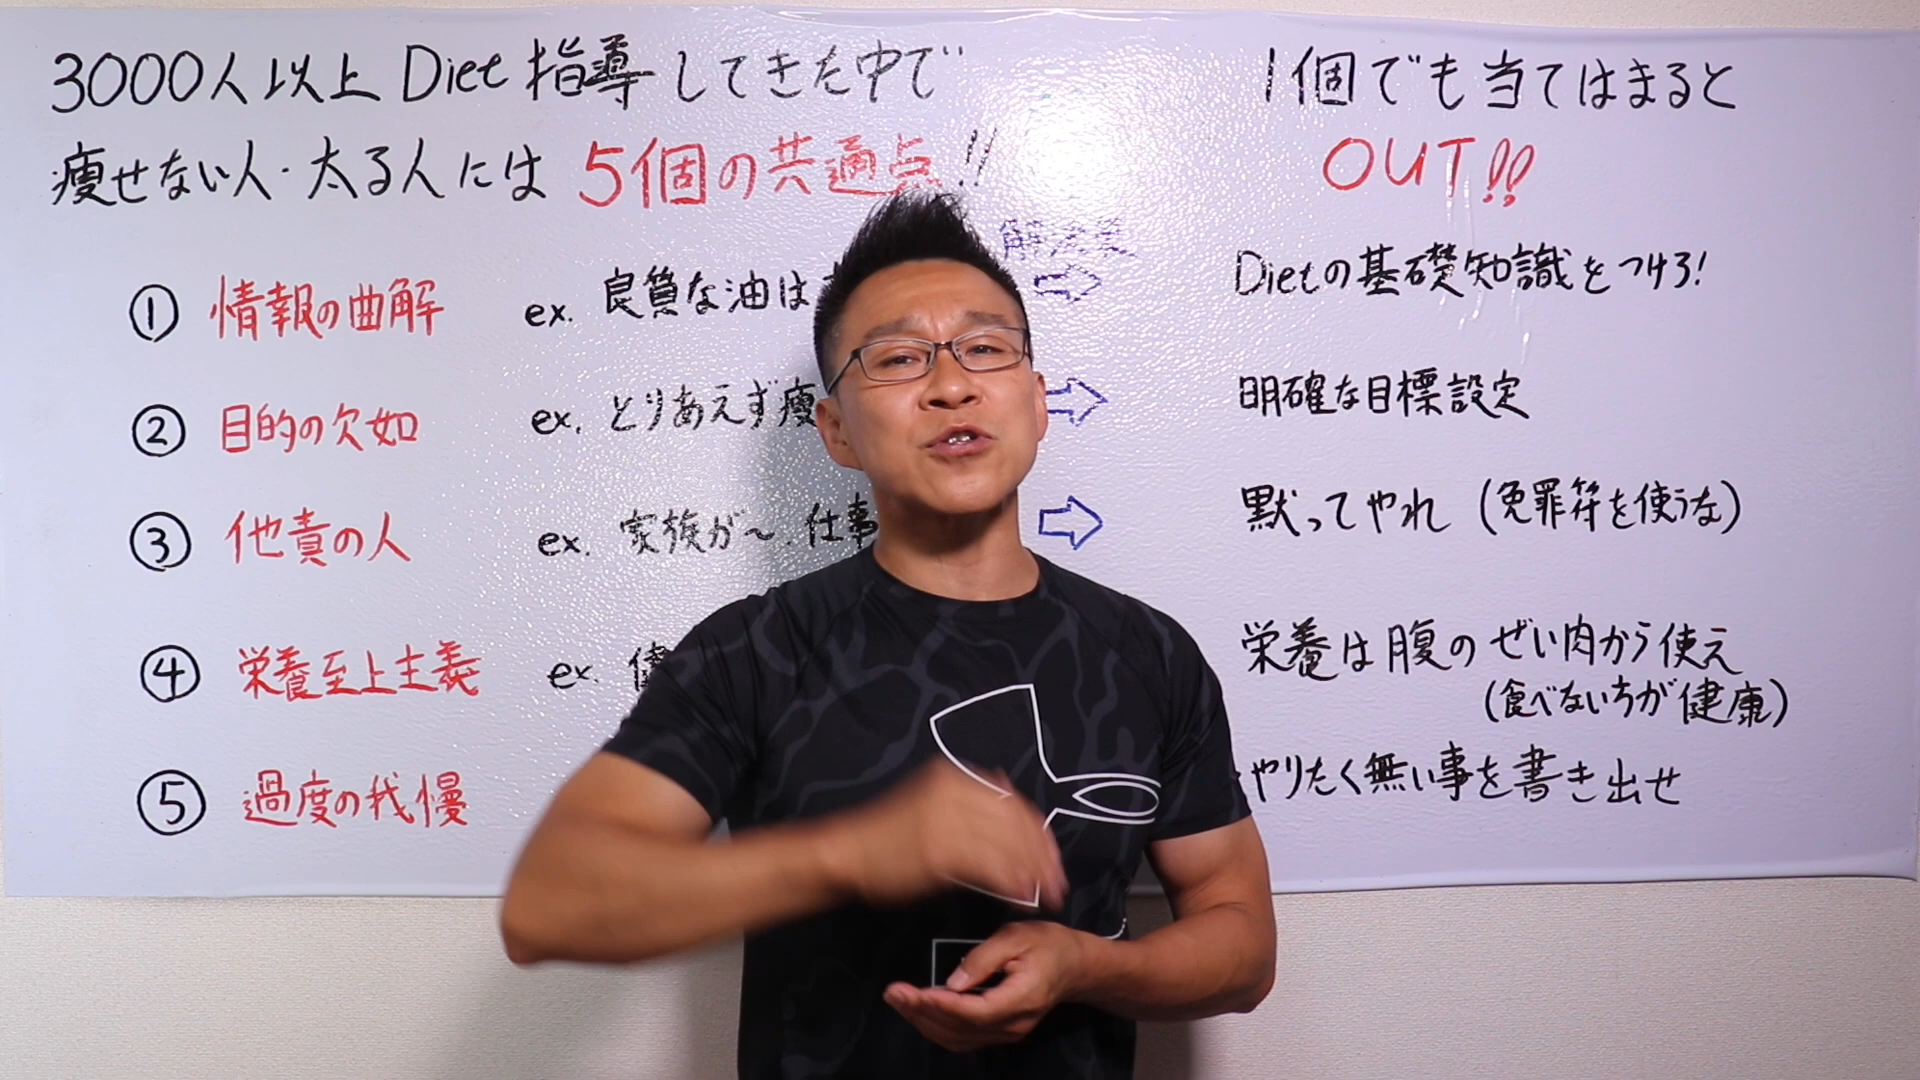 3000人以上 Diet 指導してきた中で
痩せない人・太る人には 5個の共通点!!
1個でも当てはまると
OUT!!
解決策
① 情報の曲解 ex. 良質な油は
Dietの基礎知識をつけろ!
② 目的の欠如 ex. とりあえず痩
明確な目標設定
③ 他責の人 ex. 家族が〜.仕事
黙ってやれ (免罪符を使うな)
④ 栄養至上主義 ex. 健
栄養は腹のぜい肉から使え
(食べないちが健康)
⑤ 過度の我慢
やりたく無い事を書き出せ